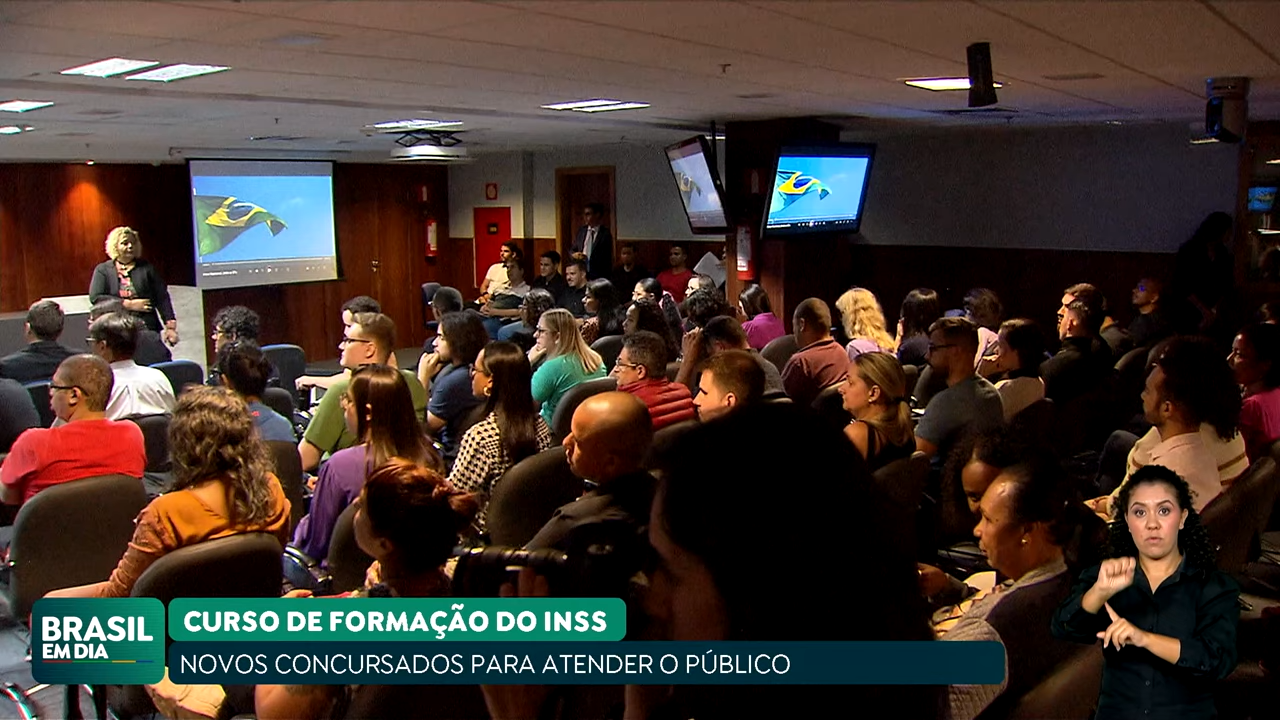 CURSO DE FORMAÇÃO DO INSS
BRASIL
EM DIA
NOVOS CONCURSADOS PARA ATENDER O PÚBLICO